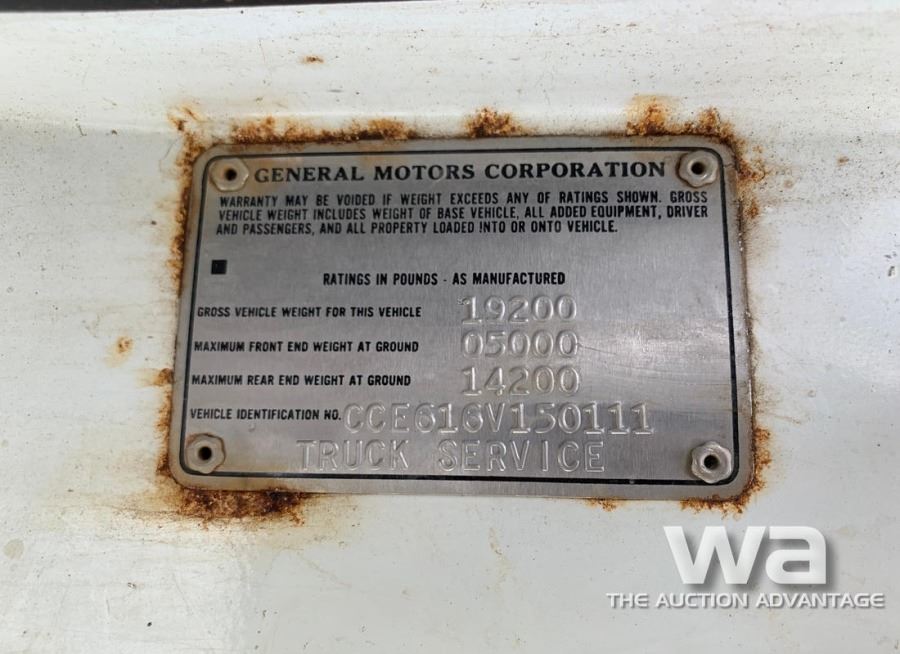 GENERAL MOTORS CORPORATION
WARRANTY MAY BE VOIDED IF WEIGHT EXCEEDS ANY OF RATINGS SHOWN. GROSS
VEHICLE WEIGHT INCLUDES WEIGHT OF BASE VEHICLE, ALL ADDED EQUIPMENT, DRIVER
AND PASSENGERS, AND ALL PROPERTY LOADED INTO OR ONTO VEHICLE.
RATINGS IN POUNDS - AS MANUFACTURED
GROSS VEHICLE WEIGHT FOR THIS VEHICLE 19200
MAXIMUM FRONT END WEIGHT AT GROUND 05000
MAXIMUM REAR END WEIGHT AT GROUND 14200
VEHICLE IDENTIFICATION NO. CCE616V150111
TRUCK SERVICE
wa
THE AUCTION ADVANTAGE